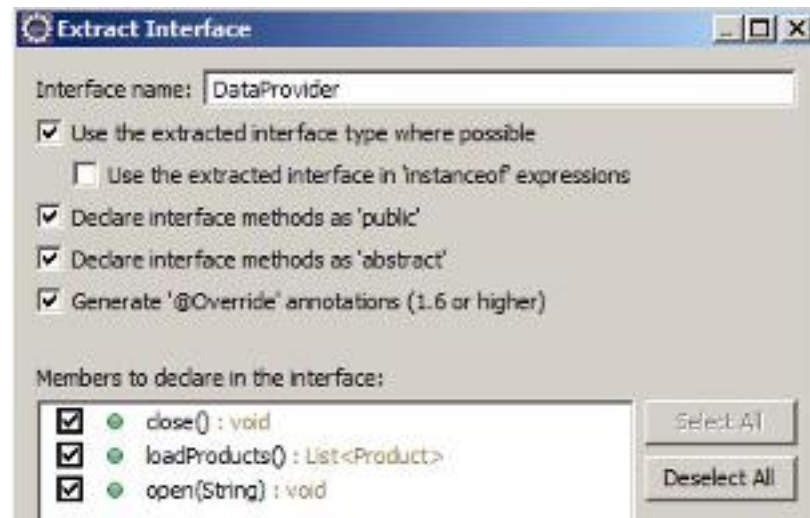 Extract Interface
Interface name: DataProvider
Use the extracted interface type where possible
Use the extracted interface in 'instanceof' expressions
Declare interface methods as 'public'
Declare interface methods as 'abstract'
Generate '@Override' annotations (1.6 or higher)
Members to declare in the interface:
close() : void
Select All
loadProducts() : List<Product>
open(String) : void
Deselect All